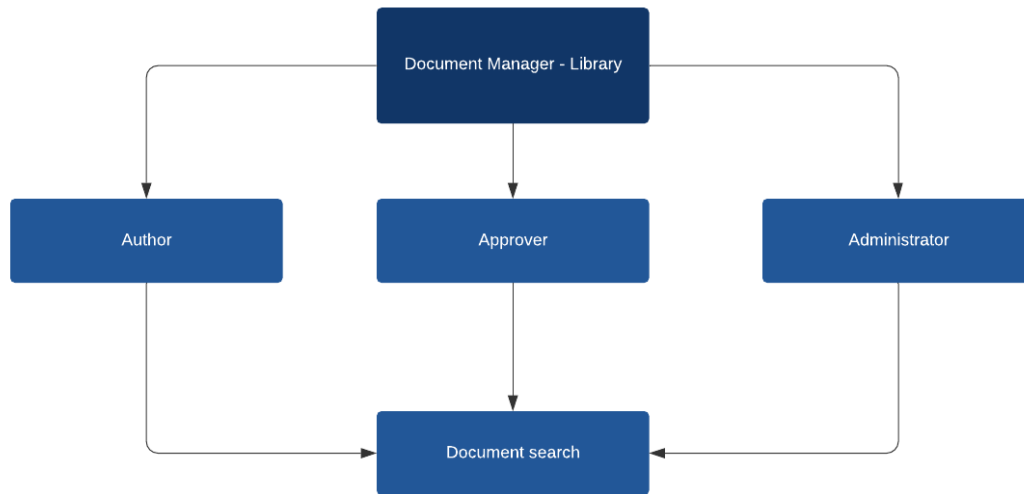 Document Manager - Library
Author
Approver
Administrator
Document search